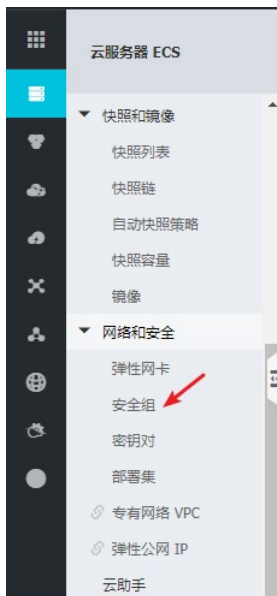 云服务器 ECS
快照和镜像
快照列表
快照链
自动快照策略
快照容量
镜像
网络和安全
弹性网卡
安全组
密钥对
部署集
专有网络 VPC
弹性公网 IP
云助手